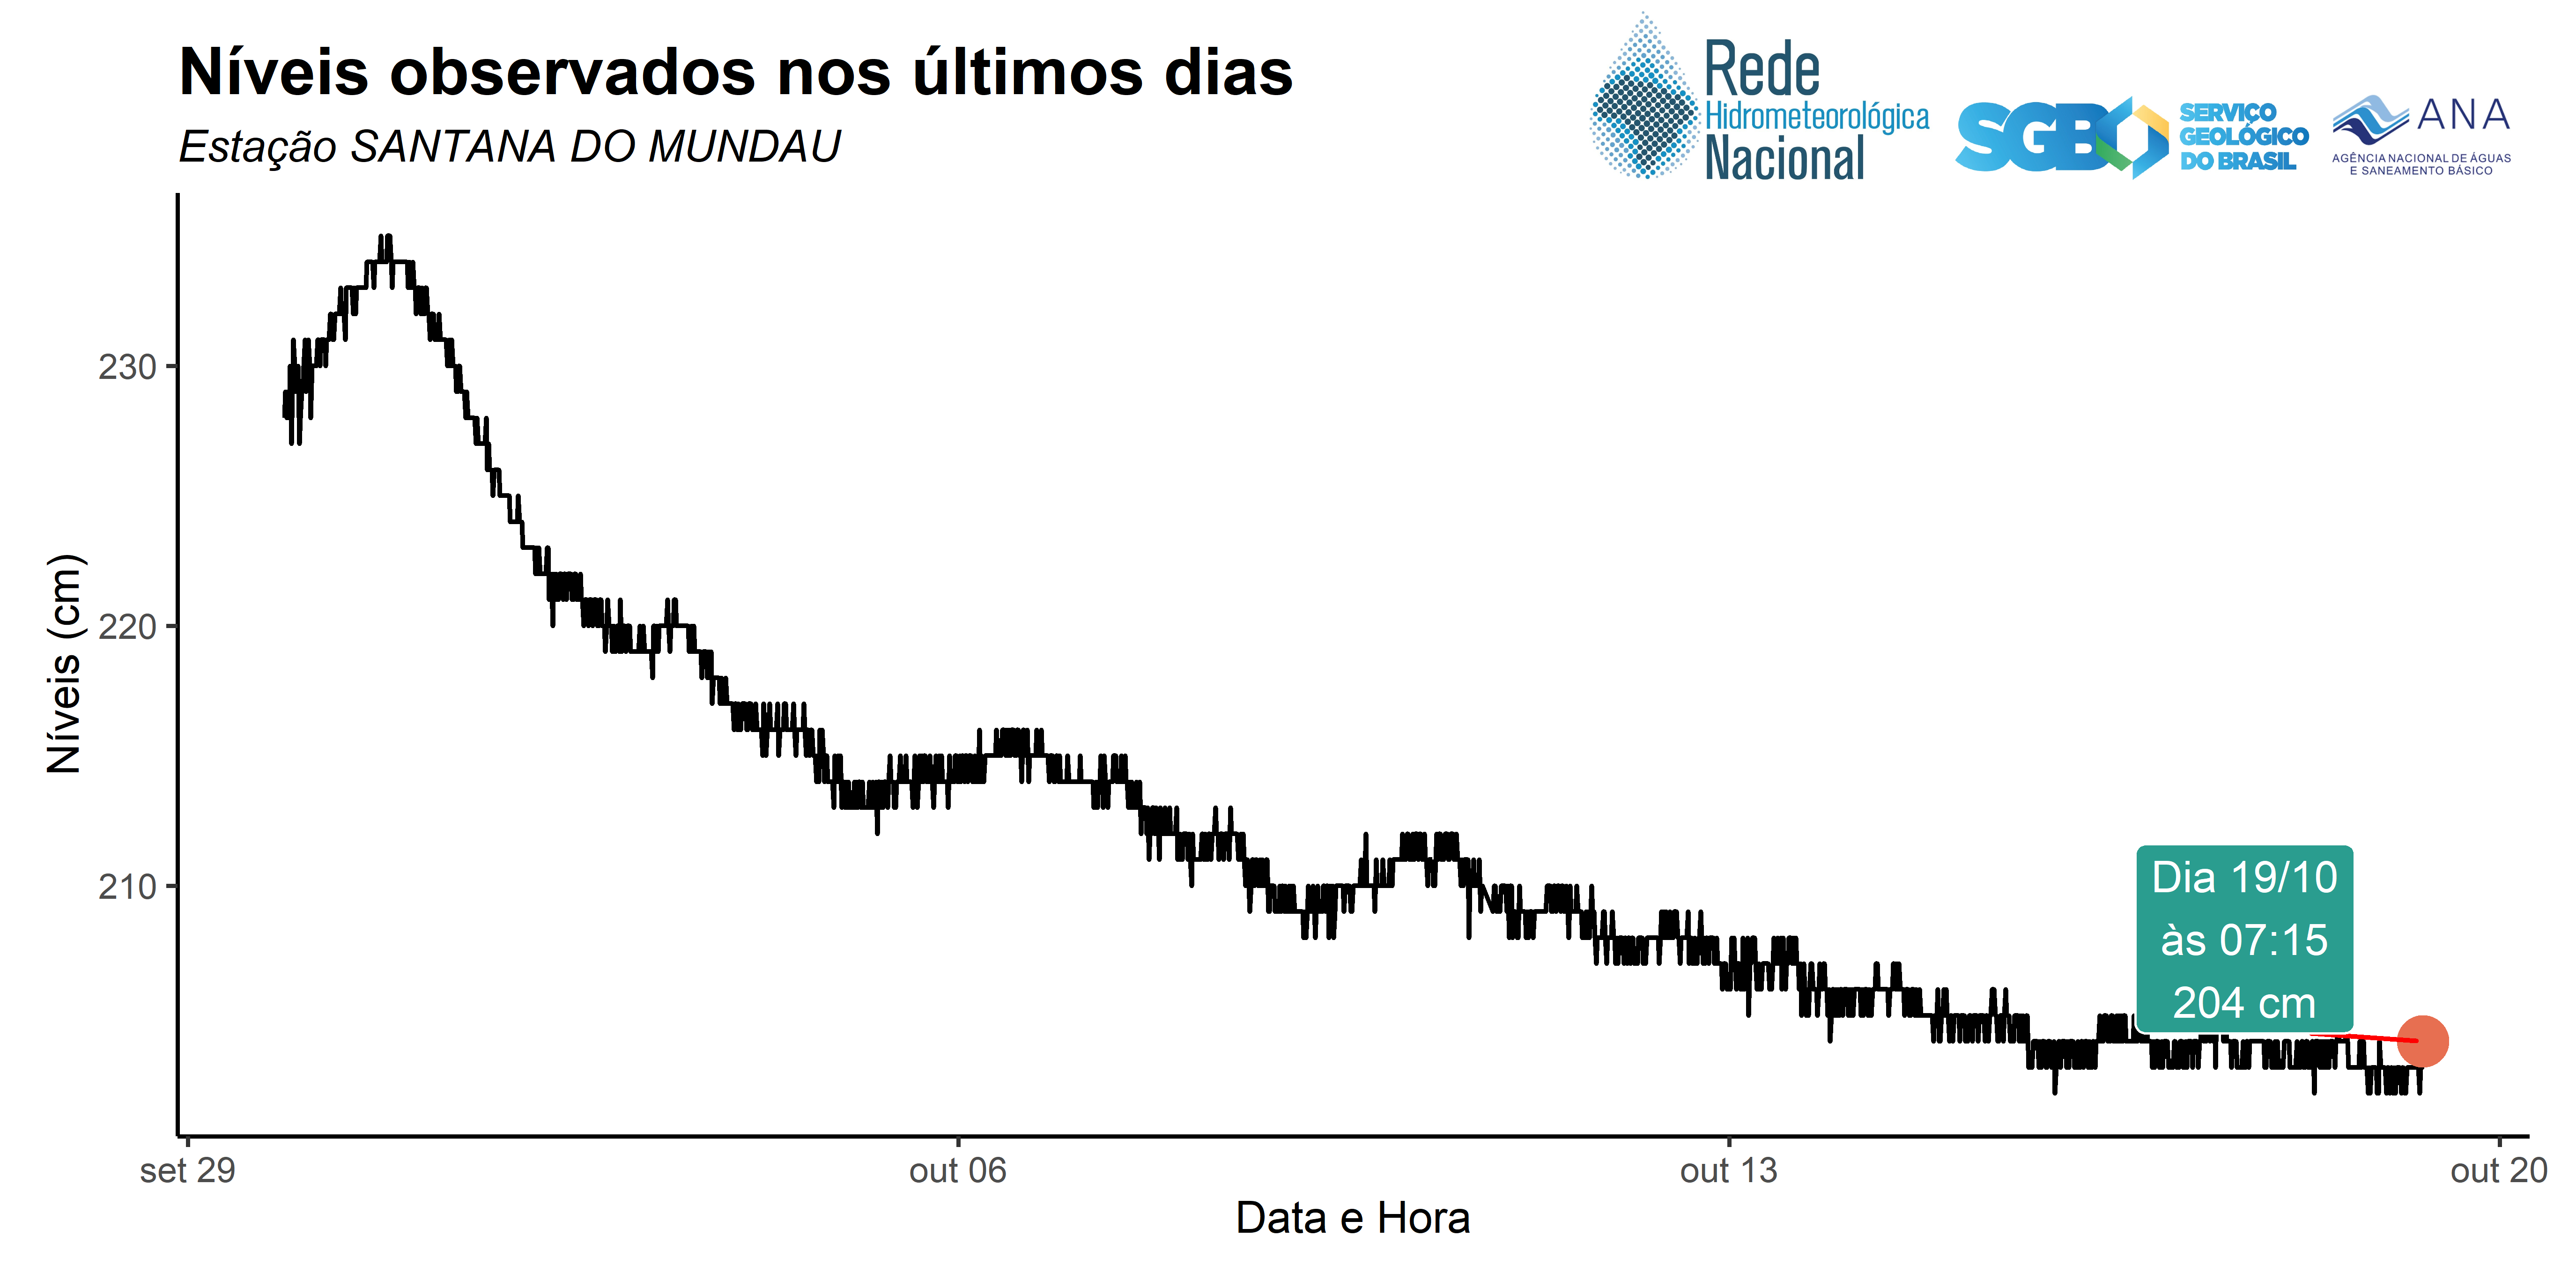 Níveis observados nos últimos dias
Estação SANTANA DO MUNDAU
Rede
Hidrometeorológica
Nacional
SGB
SERVIÇO
GEOLÓGICO
DO BRASIL
ANA
AGÊNCIA NACIONAL DE ÁGUAS
E SANEAMENTO BÁSICO
Níveis (cm)
230
220
210
Dia 19/10
às 07:15
204 cm
set 29
out 06
out 13
out 20
Data e Hora